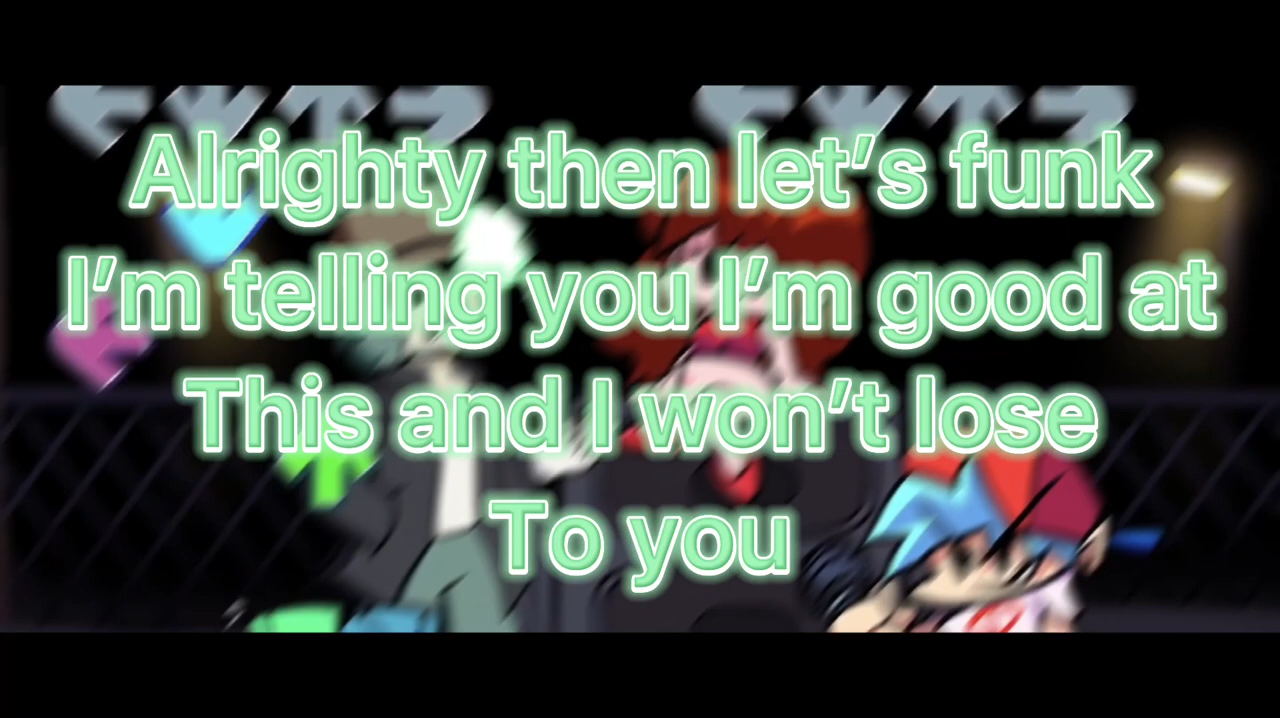 Alrighty then let’s funk
I’m telling you I’m good at
This and I won’t lose
To you